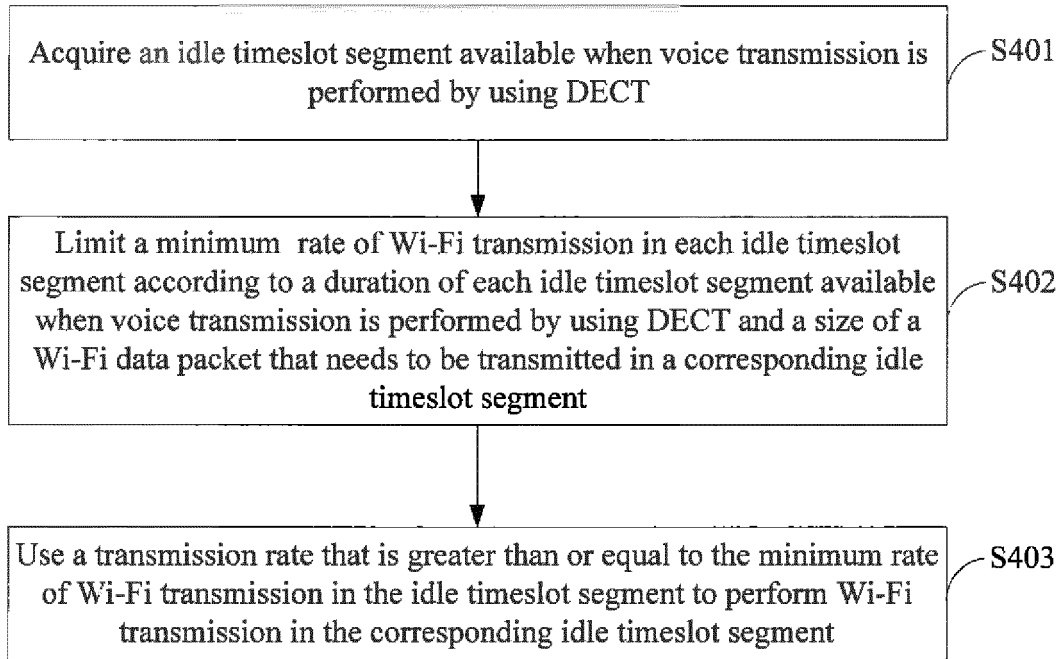 Acquire an idle timeslot segment available when voice transmission is
performed by using DECT
S401
Limit a minimum rate of Wi-Fi transmission in each idle timeslot
segment according to a duration of each idle timeslot segment available
when voice transmission is performed by using DECT and a size of a
Wi-Fi data packet that needs to be transmitted in a corresponding idle
timeslot segment
S402
Use a transmission rate that is greater than or equal to the minimum rate
of Wi-Fi transmission in the idle timeslot segment to perform Wi-Fi
transmission in the corresponding idle timeslot segment
S403